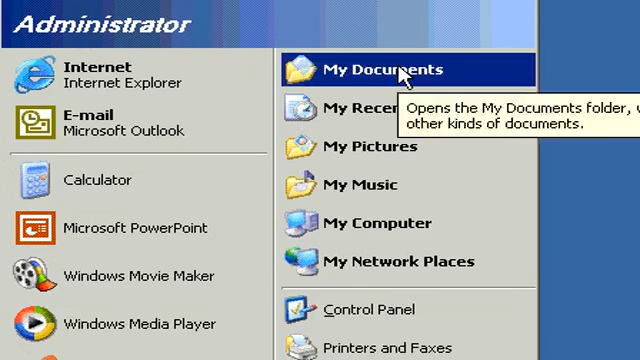 Administrator
Internet
Internet Explorer
E-mail
Microsoft Outlook
Calculator
Microsoft PowerPoint
Windows Movie Maker
Windows Media Player
My Documents
My Recen
Opens the My Documents folder,
other kinds of documents.
My Pictures
My Music
My Computer
My Network Places
Control Panel
Printers and Faxes